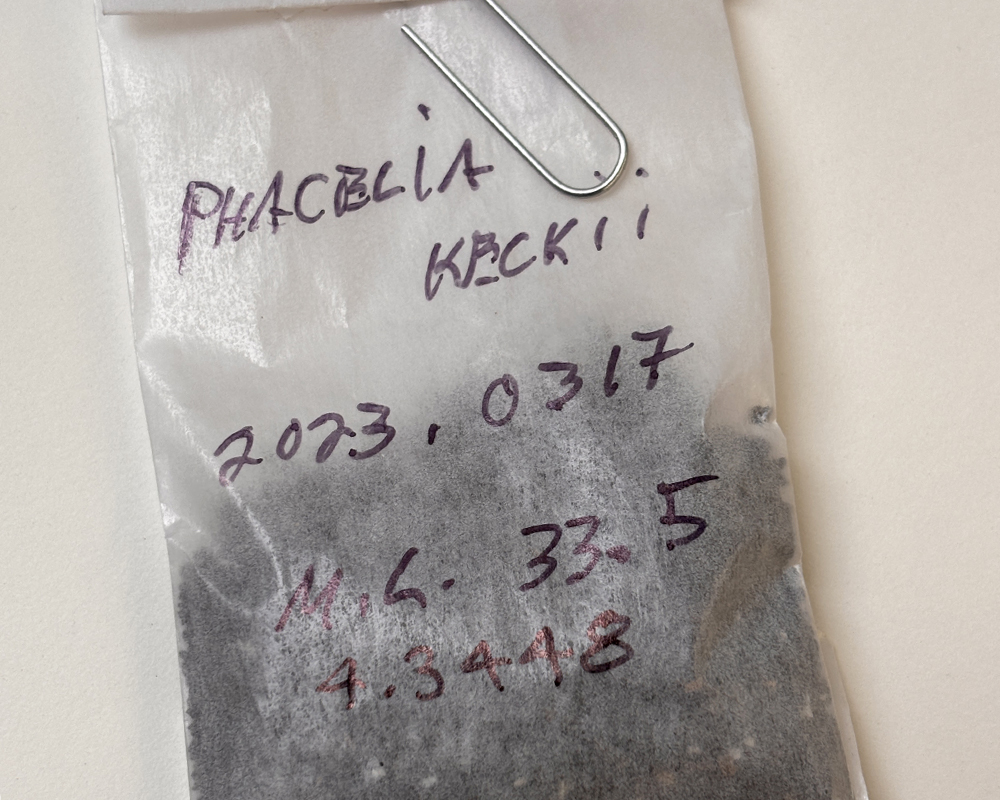 PHACELIA
KECKII
2023.0317
M.G. 33.5
4.3448